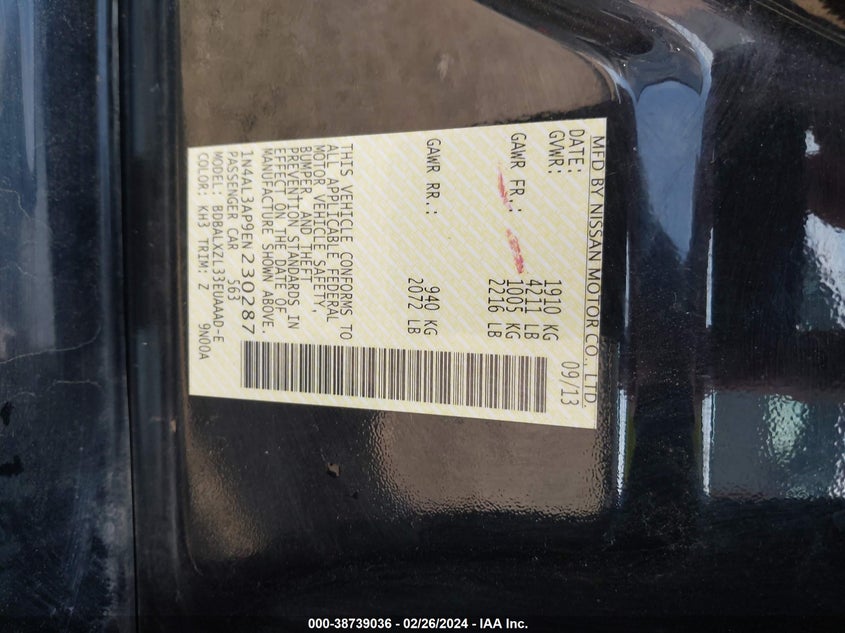 MFD BY NISSAN MOTOR CO., LTD.
DATE: 09/13
GVWR: 1910 KG
4211 LB
GAWR FR.: 1005 KG
2216 LB
GAWR RR.: 940 KG
2072 LB
THIS VEHICLE CONFORMS TO
ALL APPLICABLE FEDERAL
MOTOR VEHICLE SAFETY,
BUMPER, AND THEFT
PREVENTION STANDARDS IN
EFFECT ON THE DATE OF
MANUFACTURE SHOWN ABOVE.
1N4AL3AP9EN230287
PASSENGER CAR 563
MODEL: BDBALXZL33EUAAAD-E
COLOR: KH3 TRIM: Z 9N00A
000-38739036 - 02/26/2024 - IAA Inc.